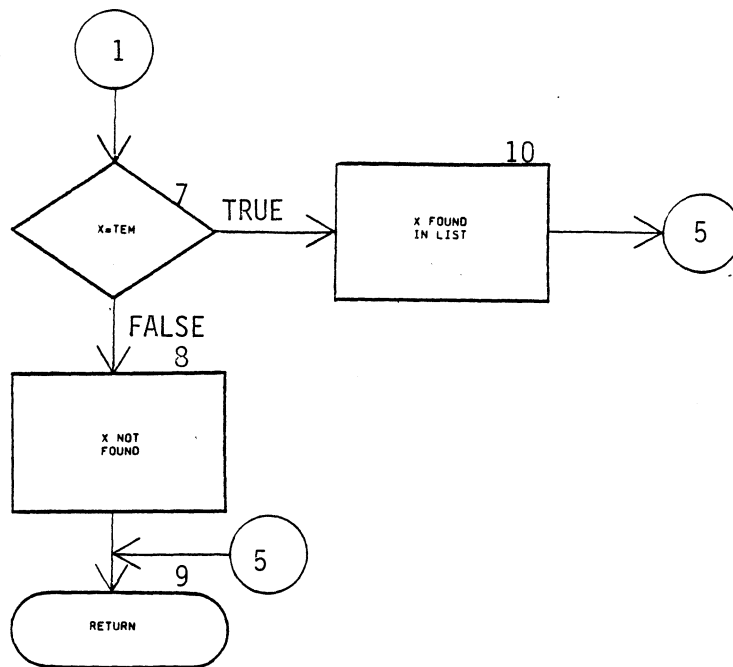 1
7
X=TEM
TRUE
10
X FOUND
IN LIST
5
FALSE
8
X NOT
FOUND
5
9
RETURN